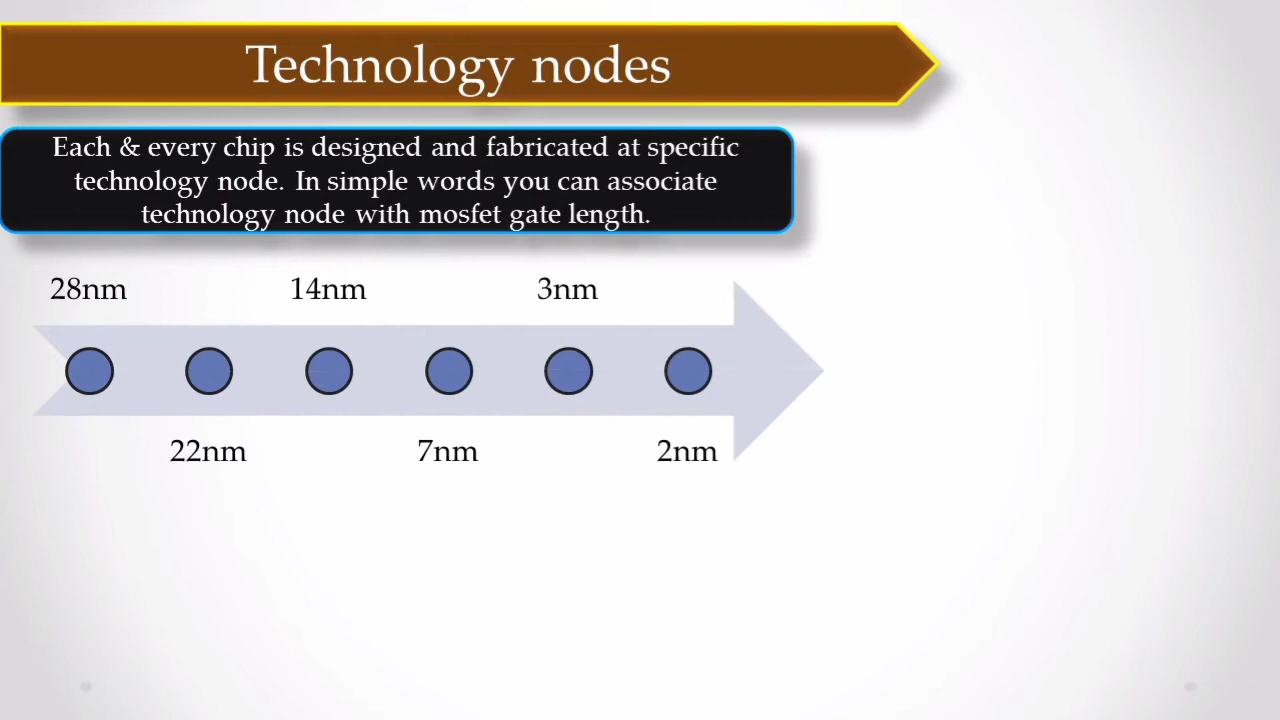 Technology nodes
Each & every chip is designed and fabricated at specific
technology node. In simple words you can associate
technology node with mosfet gate length.
28nm
14nm
3nm
22nm
7nm
2nm